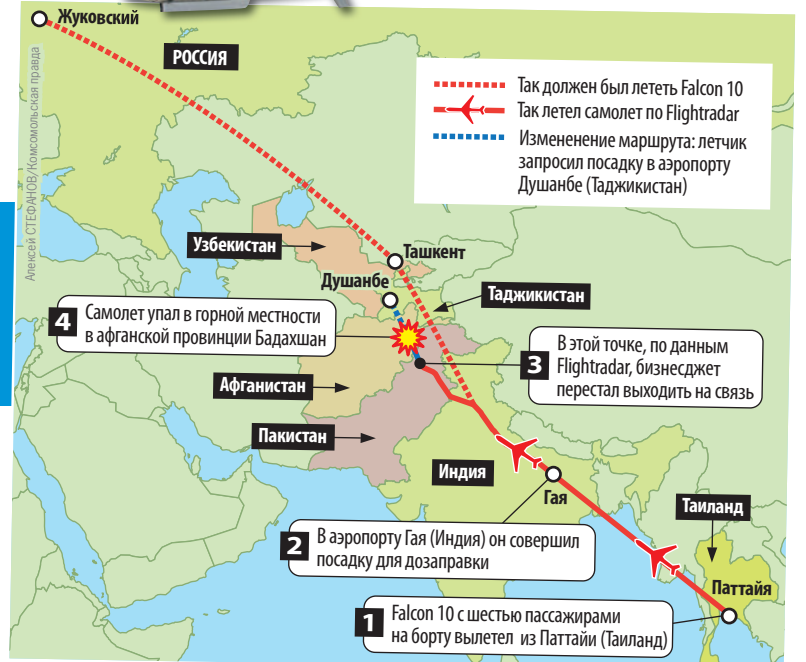 Жуковский
РОССИЯ
Так должен был лететь Falcon 10
Так летел самолет по Flightradar
Измененение маршрута: летчик
запросил посадку в аэропорту
Душанбе (Таджикистан)
Алексей СТЕФАНОВ/Комсомольская правда
Узбекистан
Ташкент
Душанбе
Таджикистан
4 Самолет упал в горной местности
в афганской провинции Бадахшан
3 В этой точке, по данным
Flightradar, бизнесджет
перестал выходить на связь
Афганистан
Пакистан
Индия
Гая
Таиланд
2 В аэропорту Гая (Индия) он совершил
посадку для дозаправки
Паттайя
1 Falcon 10 с шестью пассажирами
на борту вылетел из Паттайи (Таиланд)